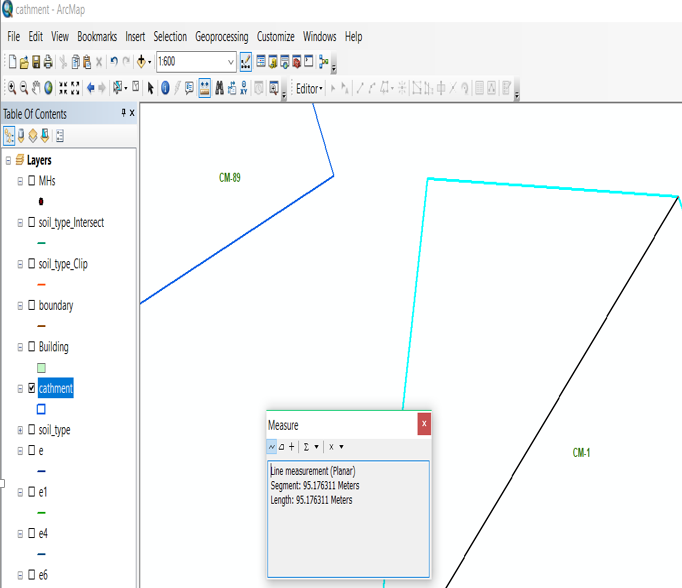 cathment - ArcMap
File Edit View Bookmarks Insert Selection Geoprocessing Customize Windows Help
1:600
Editor
Table Of Contents
Layers
MHs
soil_type_Intersect
soil_type_Clip
boundary
Building
cathment
soil_type
e
e1
e4
e6
CM-89
CM-1
Measure
Line measurement (Planar)
Segment: 95.176311 Meters
Length: 95.176311 Meters